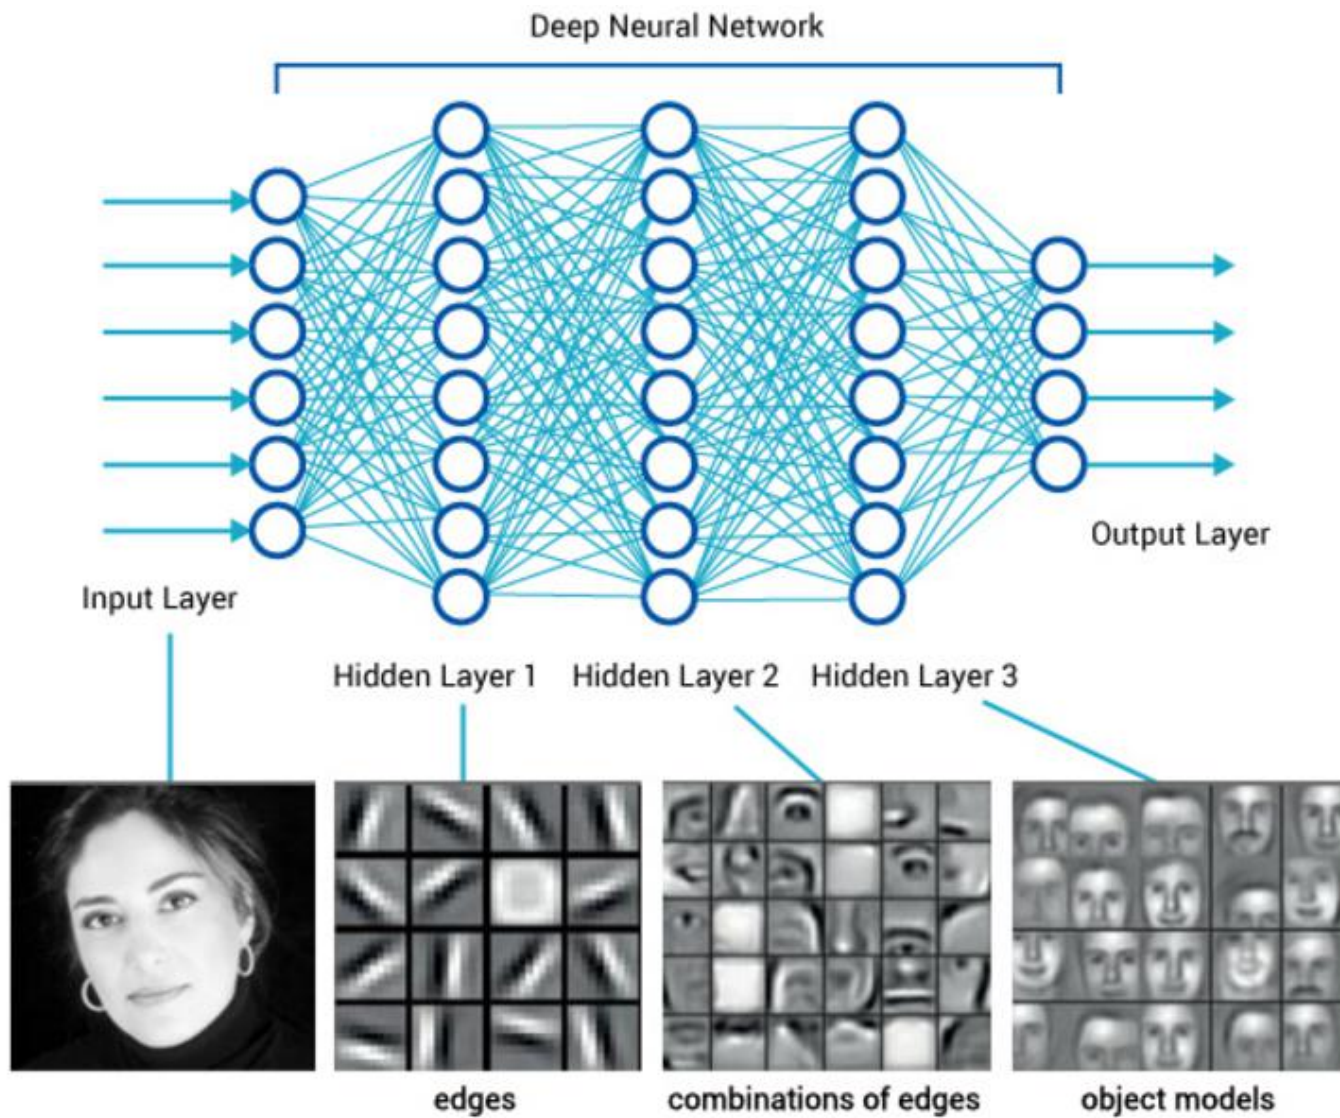 Deep Neural Network
Output Layer
Input Layer
Hidden Layer 1
Hidden Layer 2
Hidden Layer 3
edges
combinations of edges
object models